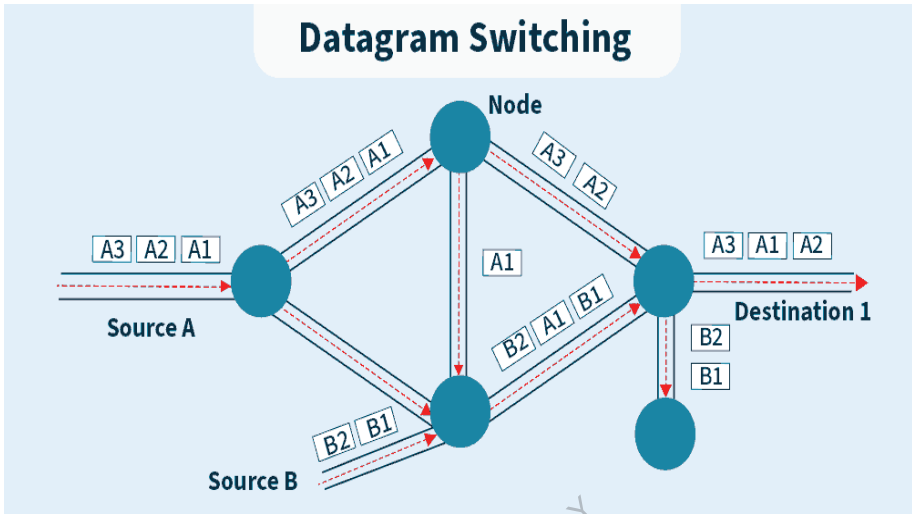 Datagram Switching
Node
A3 A2 A1
A3 A2
A3 A2 A1
A1
A3 A1 A2
Source A
Destination 1
B2 A1 B1
B2
B1
B2 B1
Source B
Y